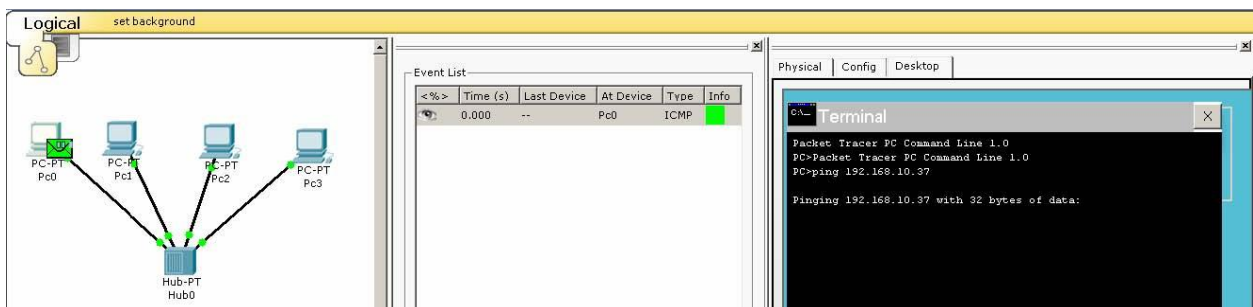 Logical set background
PC-PT
Pc0
PC-PT
Pc1
PC-PT
Pc2
PC-PT
Pc3
Hub-PT
Hub0
Event List
<%> Time (s) Last Device At Device Type Info
0.000 -- Pc0 ICMP
Physical Config Desktop
C:\_ Terminal X
Packet Tracer PC Command Line 1.0
PC>Packet Tracer PC Command Line 1.0
PC>ping 192.168.10.37
Pinging 192.168.10.37 with 32 bytes of data: